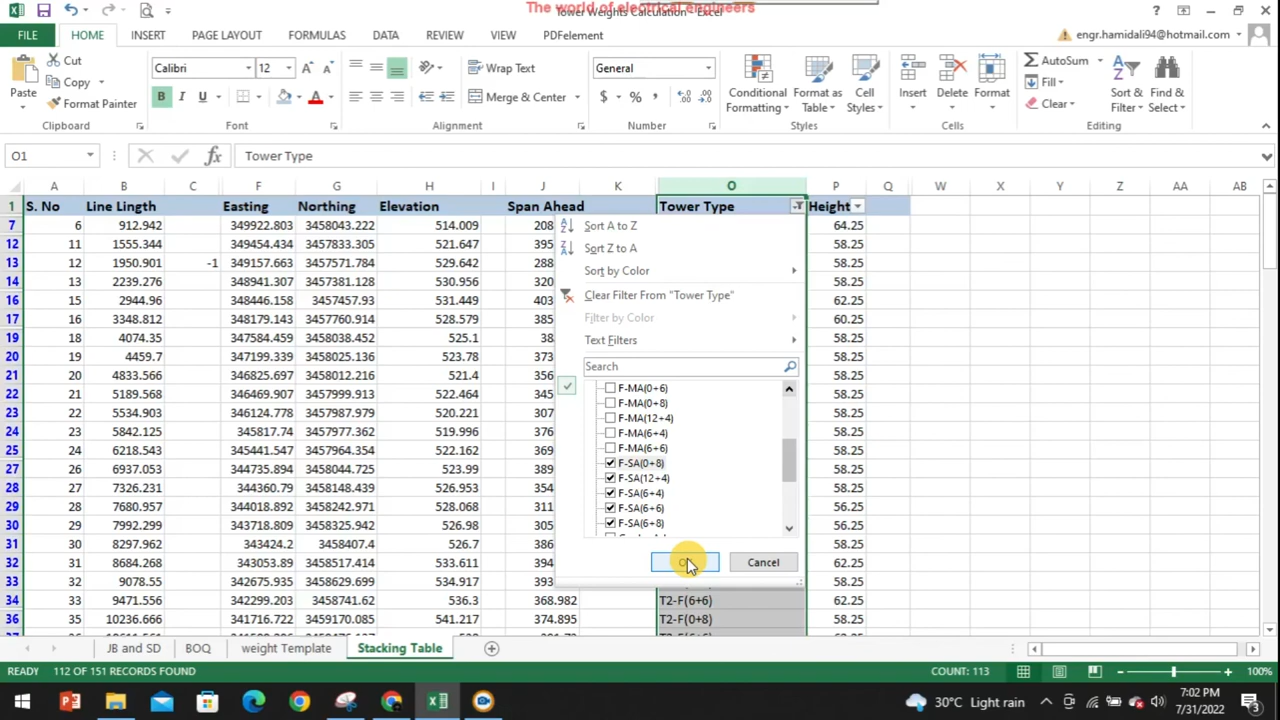 The world of electrical engineers
Tower Weights Calculation - Excel
FILE HOME INSERT PAGE LAYOUT FORMULAS DATA REVIEW VIEW PDFelement engr.hamidali94@hotmail.com
Cut
Copy
Format Painter
Paste
Calibri 12
B I U
Wrap Text
Merge & Center
General
$ % ,
Conditional Formatting
Format as Table
Cell Styles
Insert Delete Format
AutoSum
Fill
Clear
Sort & Filter
Find & Select
Clipboard Font Alignment Number Styles Cells Editing
O1 Tower Type
A B C F G H I J K O P Q W X Y Z AA AB
1 S. No Line Lingth Easting Northing Elevation Span Ahead Tower Type Height
7 6 912.942 349922.803 3458043.222 514.009 208 64.25
12 11 1555.344 349454.434 3457833.305 521.647 395 58.25
13 12 1950.901 -1 349157.663 3457571.784 529.642 288 58.25
14 13 2239.276 348941.307 3457381.128 530.956 320 58.25
16 15 2944.96 348446.158 3457457.93 531.449 403 62.25
17 16 3348.812 348179.143 3457760.914 528.579 385 60.25
19 18 4074.35 347584.459 3458038.452 525.1 38 58.25
20 19 4459.7 347199.339 3458025.136 523.78 373 58.25
21 20 4833.566 346825.697 3458012.216 521.4 356 58.25
22 21 5189.568 346469.907 3457999.913 522.464 345 58.25
23 22 5534.903 346124.778 3457987.979 520.221 307 58.25
24 23 5842.125 345817.74 3457977.362 519.996 376 58.25
25 24 6218.543 345441.547 3457964.354 522.162 389 58.25
27 26 6937.053 344735.894 3458044.725 523.99 389 58.25
28 27 7326.231 344360.79 3458148.439 526.953 354 58.25
29 28 7680.957 344018.892 3458242.971 528.068 311 56.25
30 29 7992.299 343718.809 3458325.942 526.98 305 56.25
31 30 8297.962 343424.2 3458407.4 526.7 386 58.25
32 31 8684.268 343053.89 3458517.414 533.611 394 58.25
33 32 9078.55 342675.935 3458629.699 534.917 393 58.25
34 33 9471.556 342299.203 3458741.62 536.3 368.982 T2-F(6+6) 62.25
36 35 10236.666 341716.722 3459170.085 541.217 374.895 T2-F(0+8) 58.25
Sort A to Z
Sort Z to A
Sort by Color
Clear Filter From "Tower Type"
Filter by Color
Text Filters
Search
F-MA(0+6)
F-MA(0+8)
F-MA(12+4)
F-MA(6+4)
F-MA(6+6)
F-SA(0+8)
F-SA(12+4)
F-SA(6+4)
F-SA(6+6)
F-SA(6+8)
Cancel
JB and SD BOQ weight Template Stacking Table
READY 112 OF 151 RECORDS FOUND COUNT: 113 100%
30°C Light rain 7:02 PM
7/31/2022
3